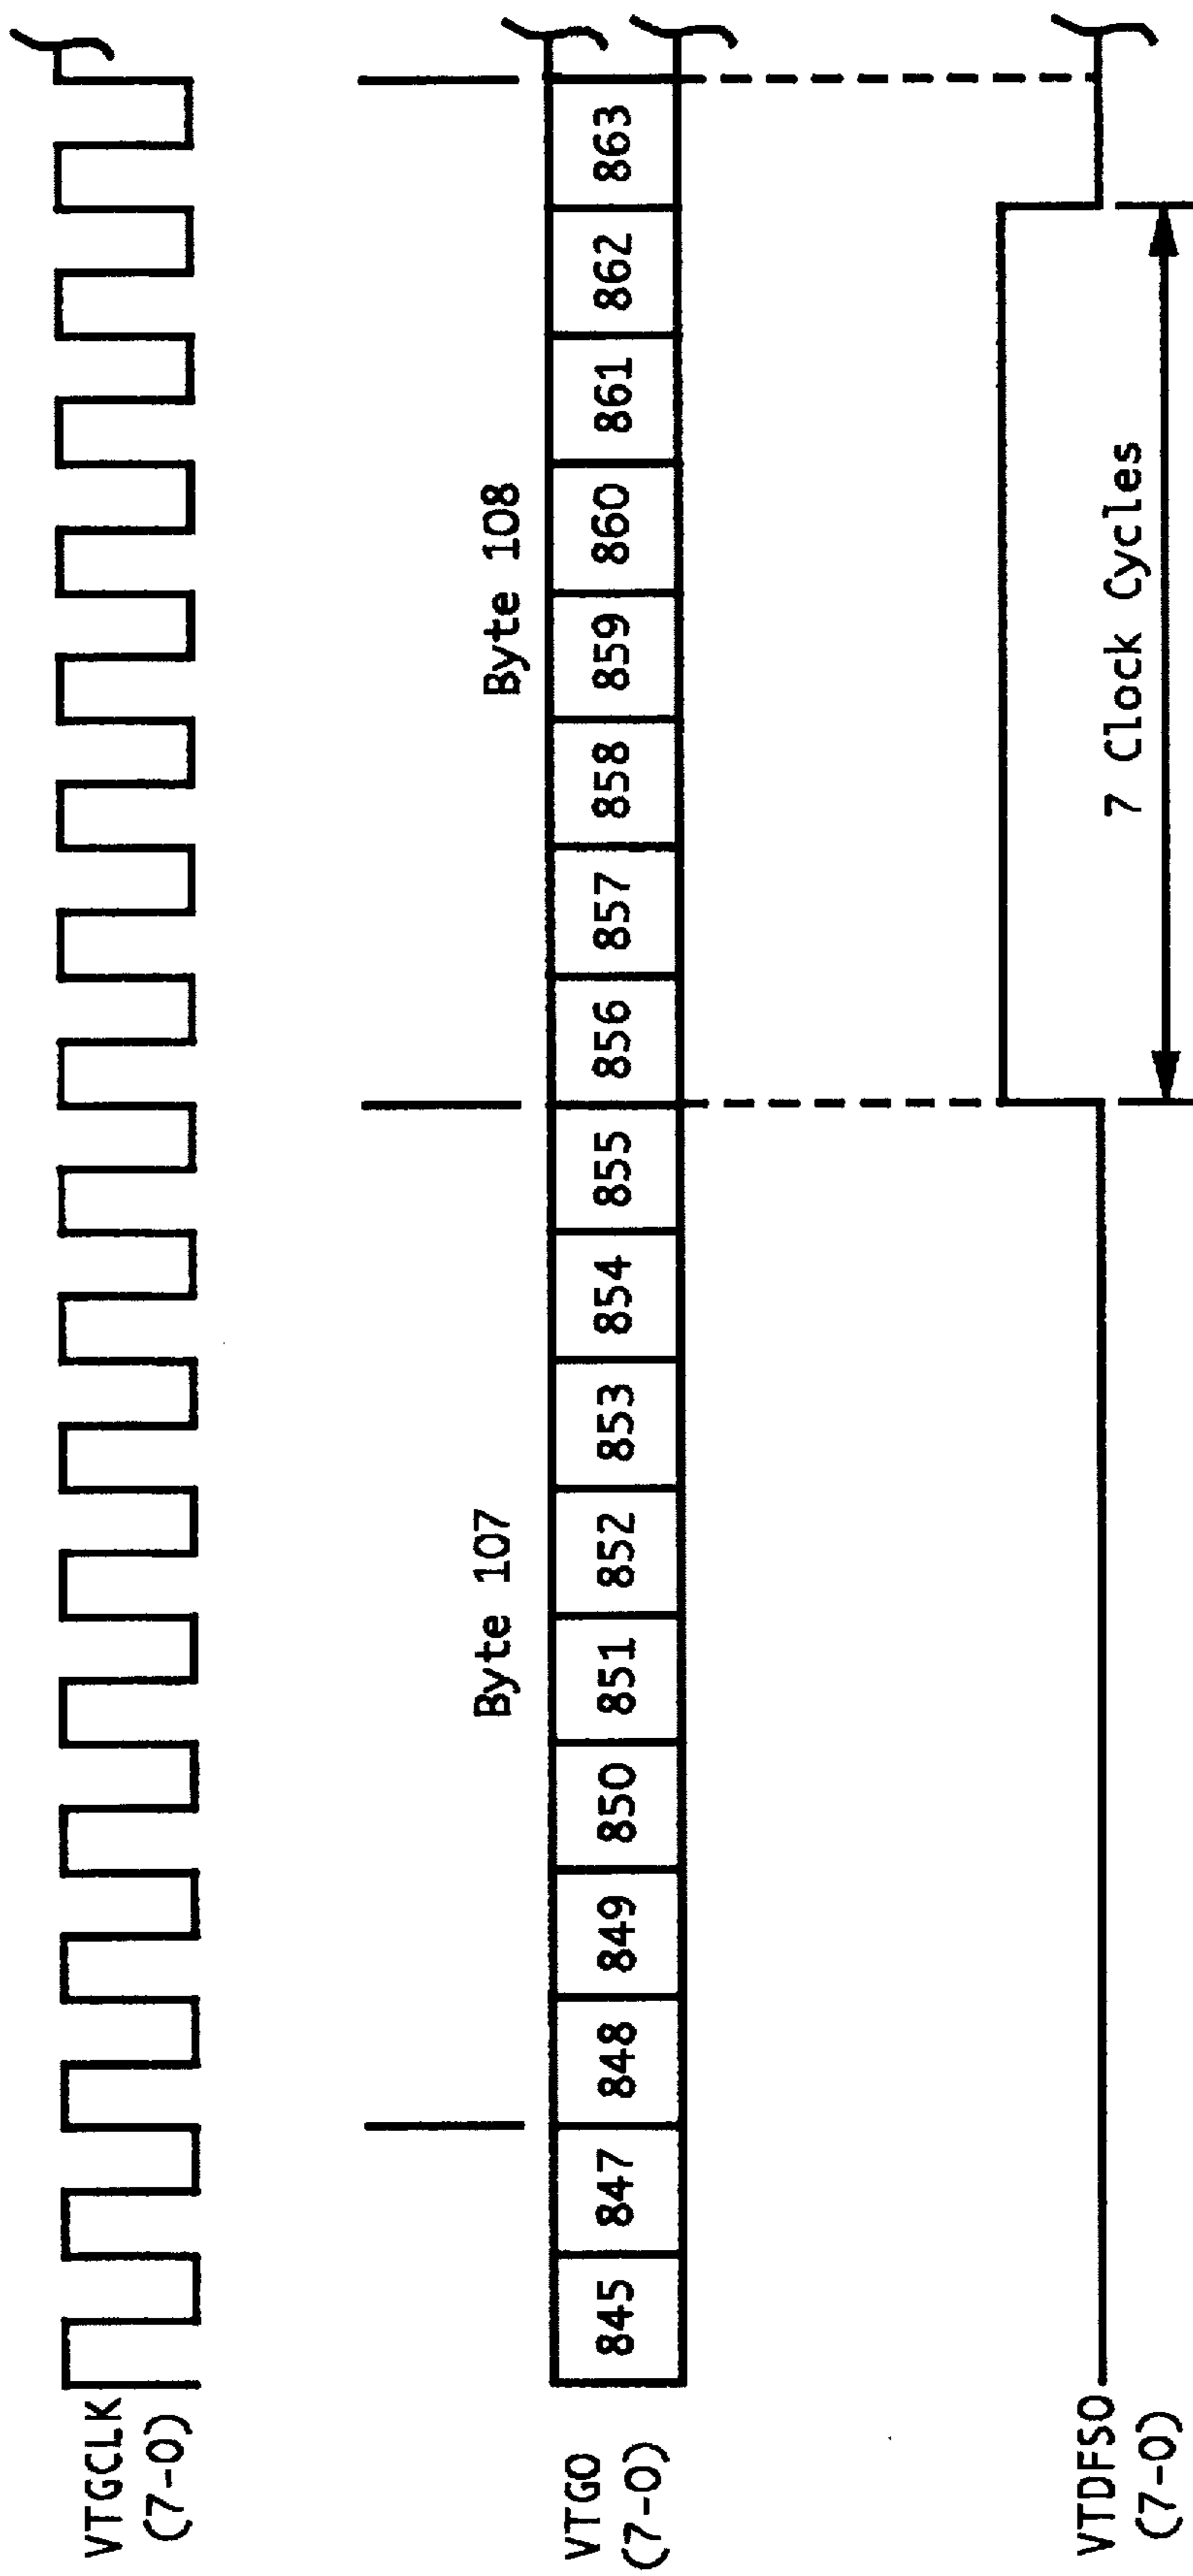 VTGCLK
(7-0)
Byte 107
Byte 108
VTGO
(7-0)
845 847 848 849 850 851 852 853 854 855 856 857 858 859 860 861 862 863
VTDFSO
(7-0)
7 Clock Cycles